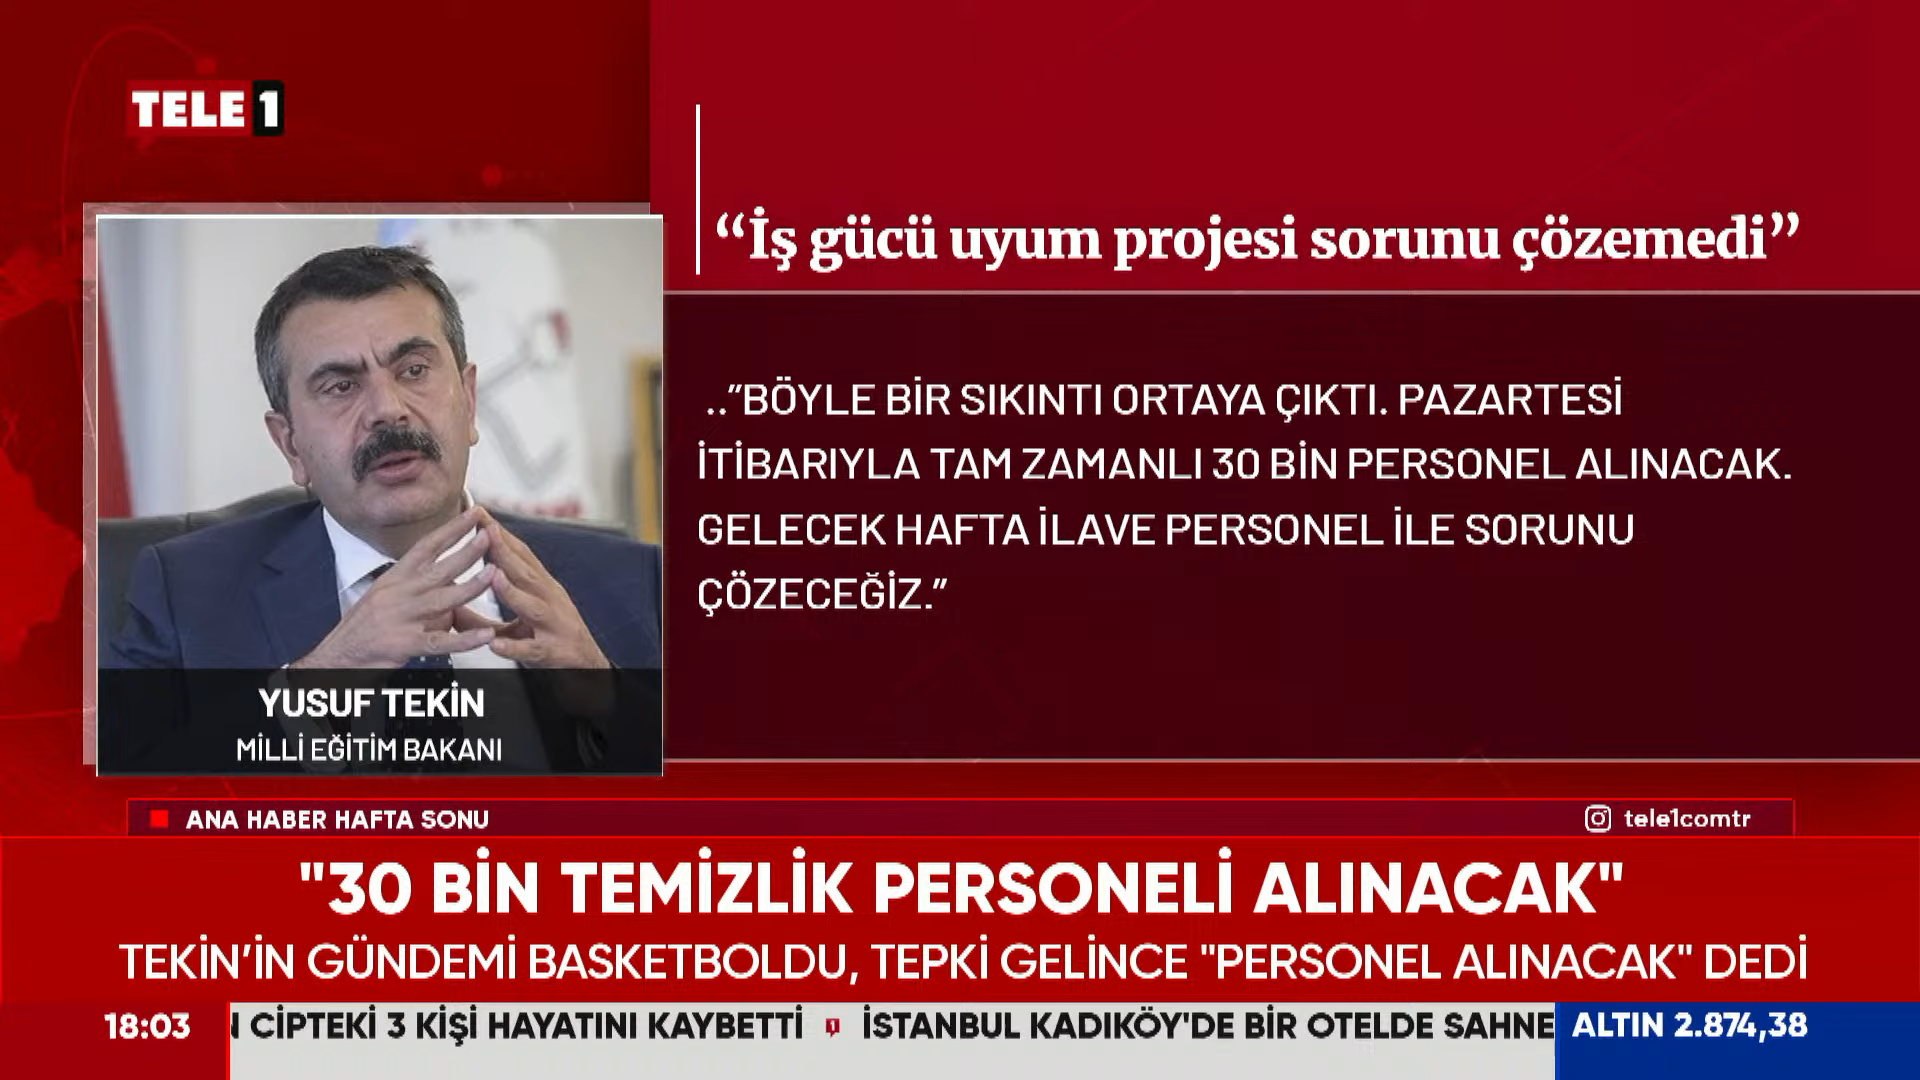 TELE 1
“İş gücü uyum projesi sorunu çözemedi”
..”BÖYLE BİR SIKINTI ORTAYA ÇIKTI. PAZARTESİ
İTİBARIYLA TAM ZAMANLI 30 BİN PERSONEL ALINACAK.
GELECEK HAFTA İLAVE PERSONEL İLE SORUNU
ÇÖZECEĞİZ.”
YUSUF TEKİN
MİLLİ EĞİTİM BAKANI
ANA HABER HAFTA SONU
tele1comtr
"30 BİN TEMİZLİK PERSONELİ ALINACAK"
TEKİN’İN GÜNDEMİ BASKETBOLDU, TEPKİ GELİNCE "PERSONEL ALINACAK" DEDİ
18:03 CİPTEKİ 3 KİŞİ HAYATINI KAYBETTİ İSTANBUL KADIKÖY'DE BİR OTELDE SAHNE ALTIN 2.874,38